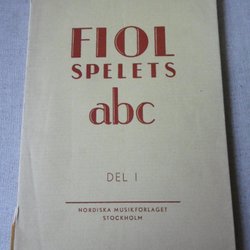 FIOL
SPELETS
abc
DEL I
NORDISKA MUSIKFÖRLAGET
STOCKHOLM